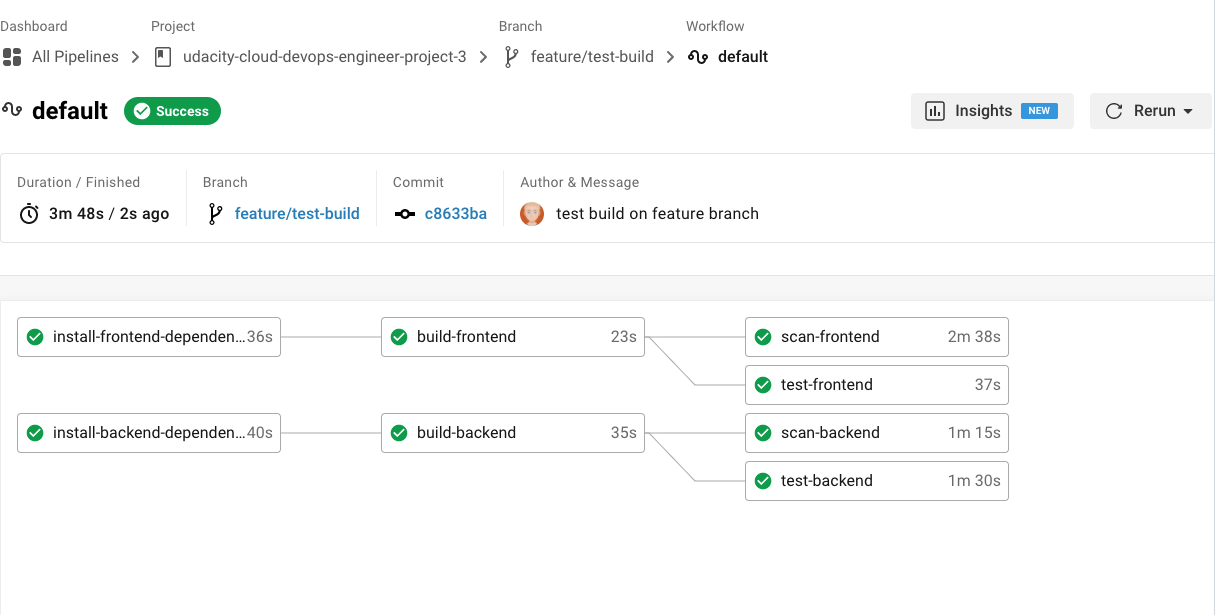 Dashboard Project Branch Workflow
All Pipelines udacity-cloud-devops-engineer-project-3 feature/test-build default
default Success Insights NEW Rerun
Duration / Finished Branch Commit Author & Message
3m 48s / 2s ago feature/test-build c8633ba test build on feature branch
install-frontend-dependen... 36s build-frontend 23s scan-frontend 2m 38s
test-frontend 37s
install-backend-dependen... 40s build-backend 35s scan-backend 1m 15s
test-backend 1m 30s